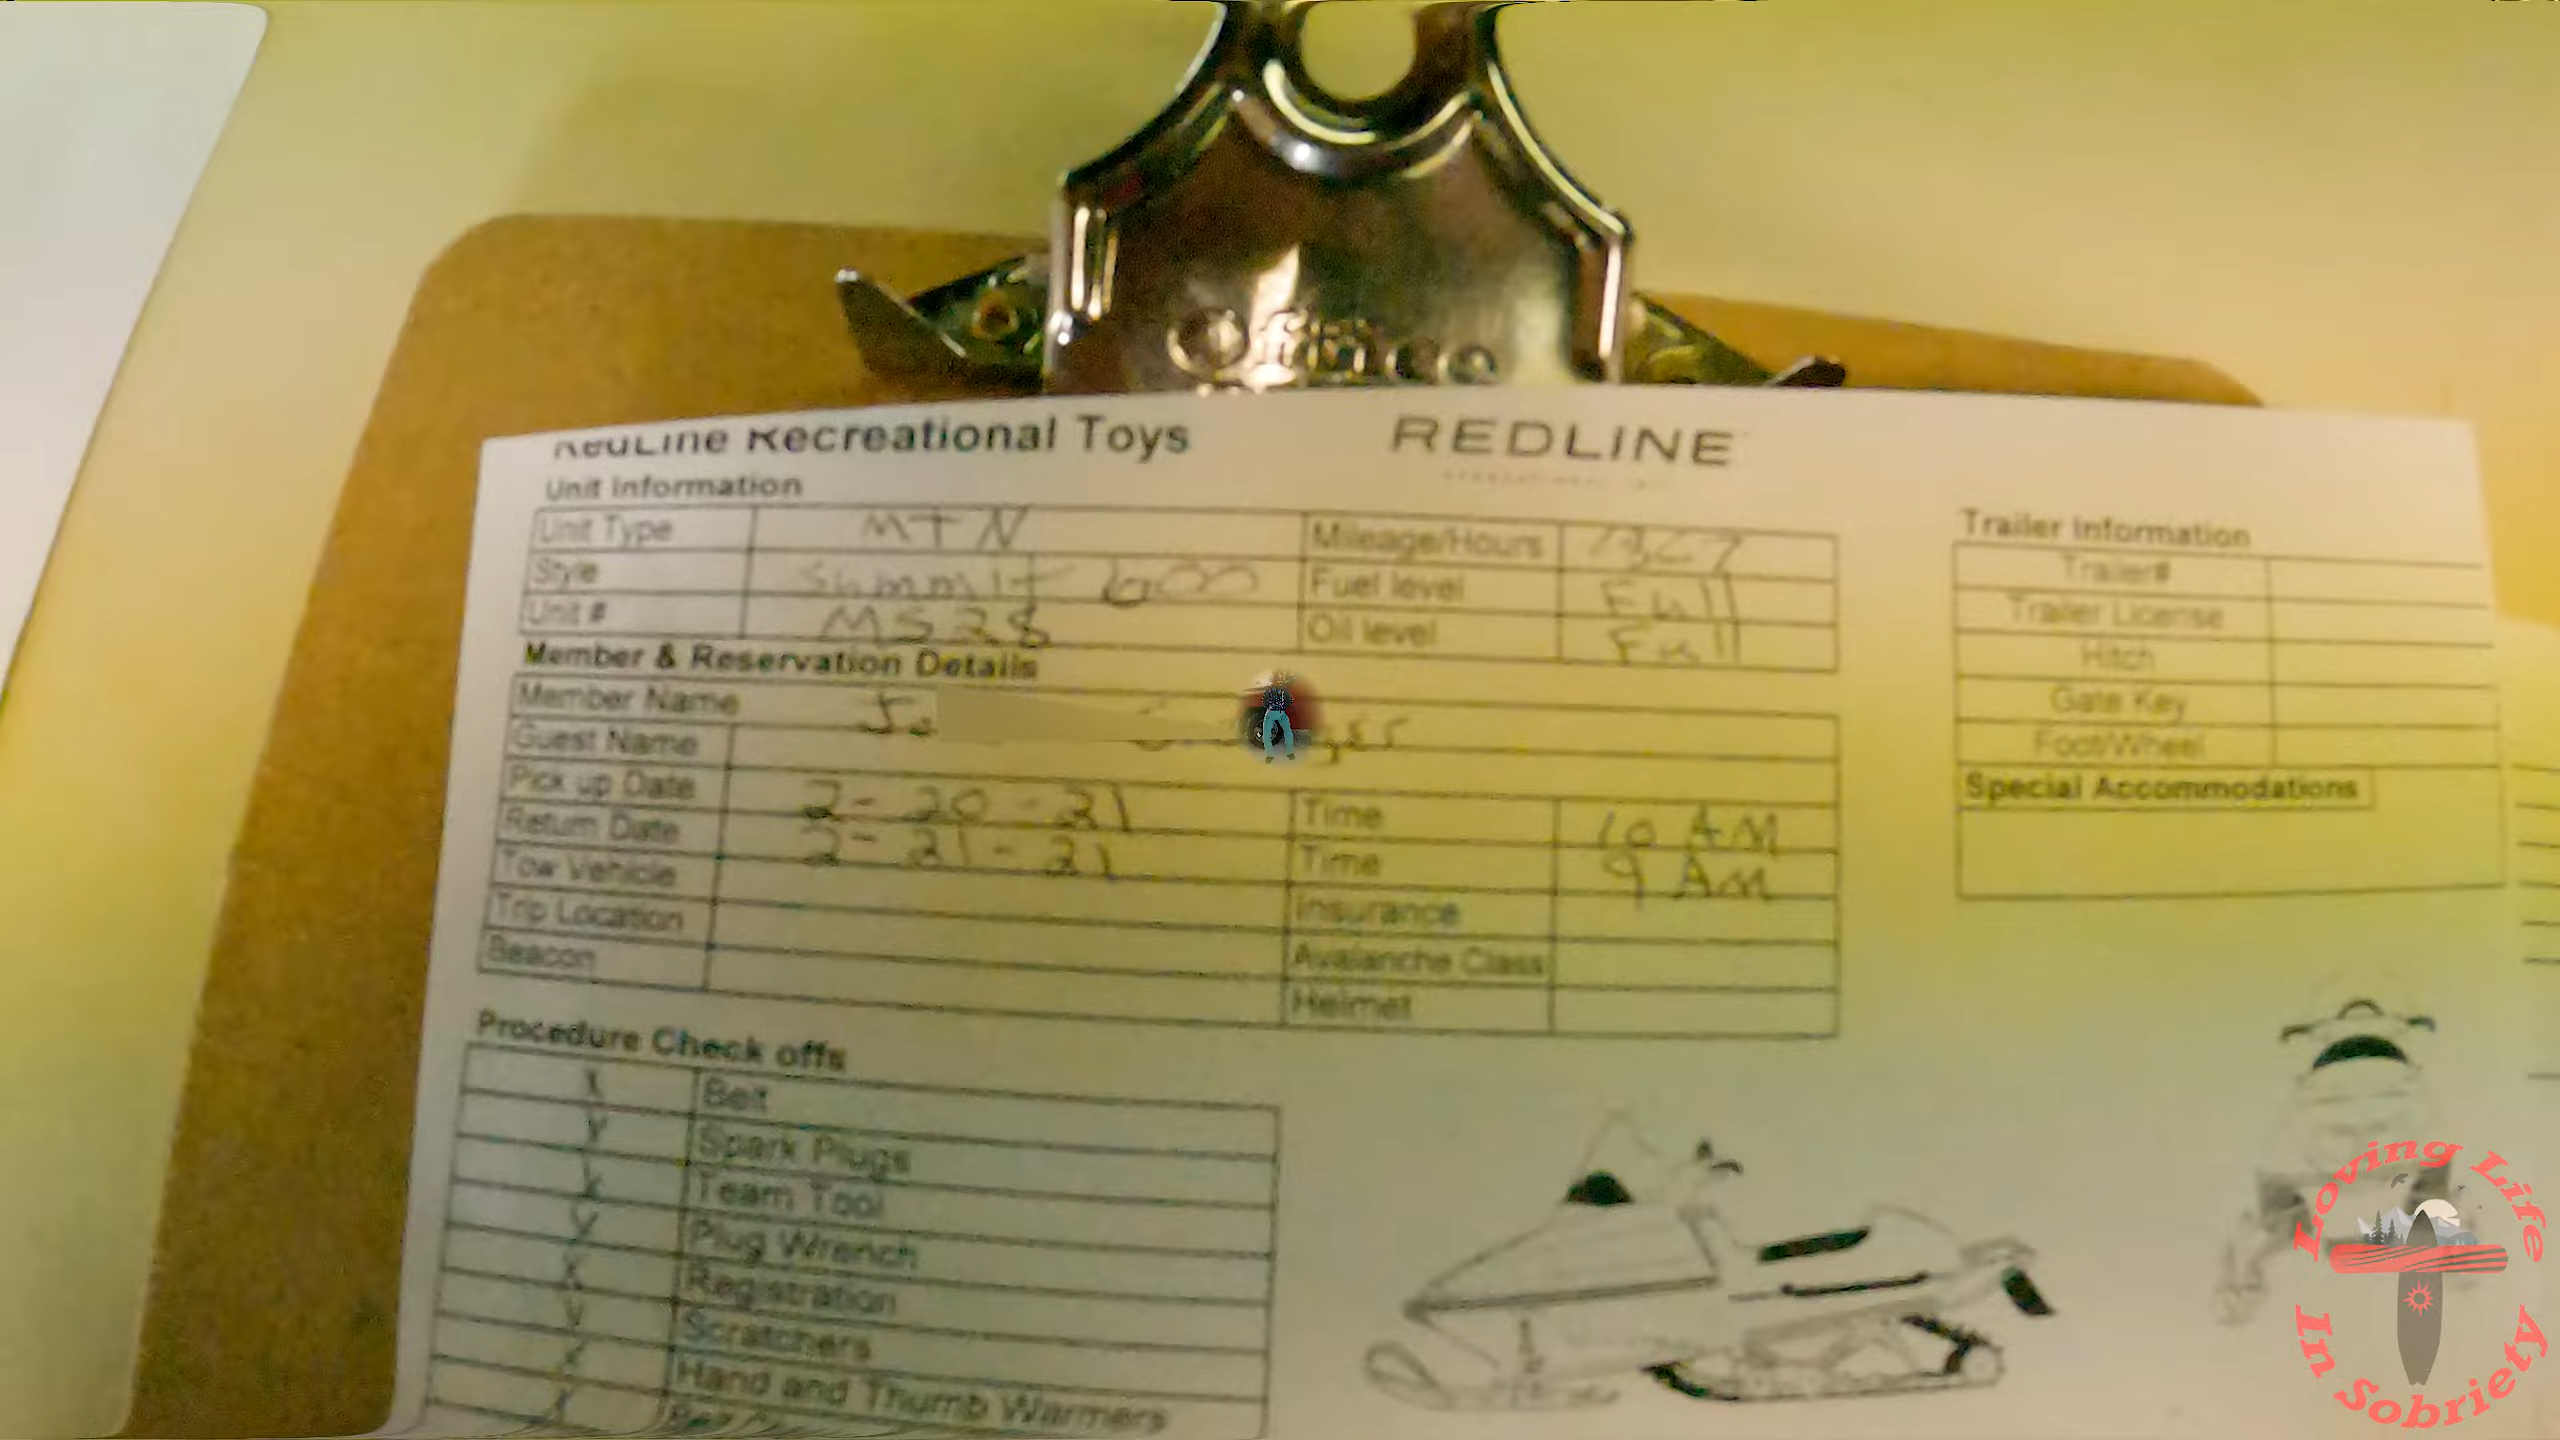 Office
RedLine Recreational Toys
REDLINE
Unit Information
Unit Type MTN Mileage/Hours
Style Summit 600 Fuel level Full
Unit # MS28 Oil level Full
Member & Reservation Details
Member Name
Guest Name
Pick up Date 2-20-21 Time 10 AM
Return Date 2-21-21 Time 9 AM
Tow Vehicle Insurance
Trip Location Avalanche Class
Beacon Helmet
Trailer Information
Trailer#
Trailer License
Hitch
Gate Key
Foot/Wheel
Special Accommodations
Procedure Check offs
X Belt
X Spark Plugs
X Team Tool
X Plug Wrench
X Registration
X Scratchers
X Hand and Thumb Warmers
X
Loving Life
In Sobriety